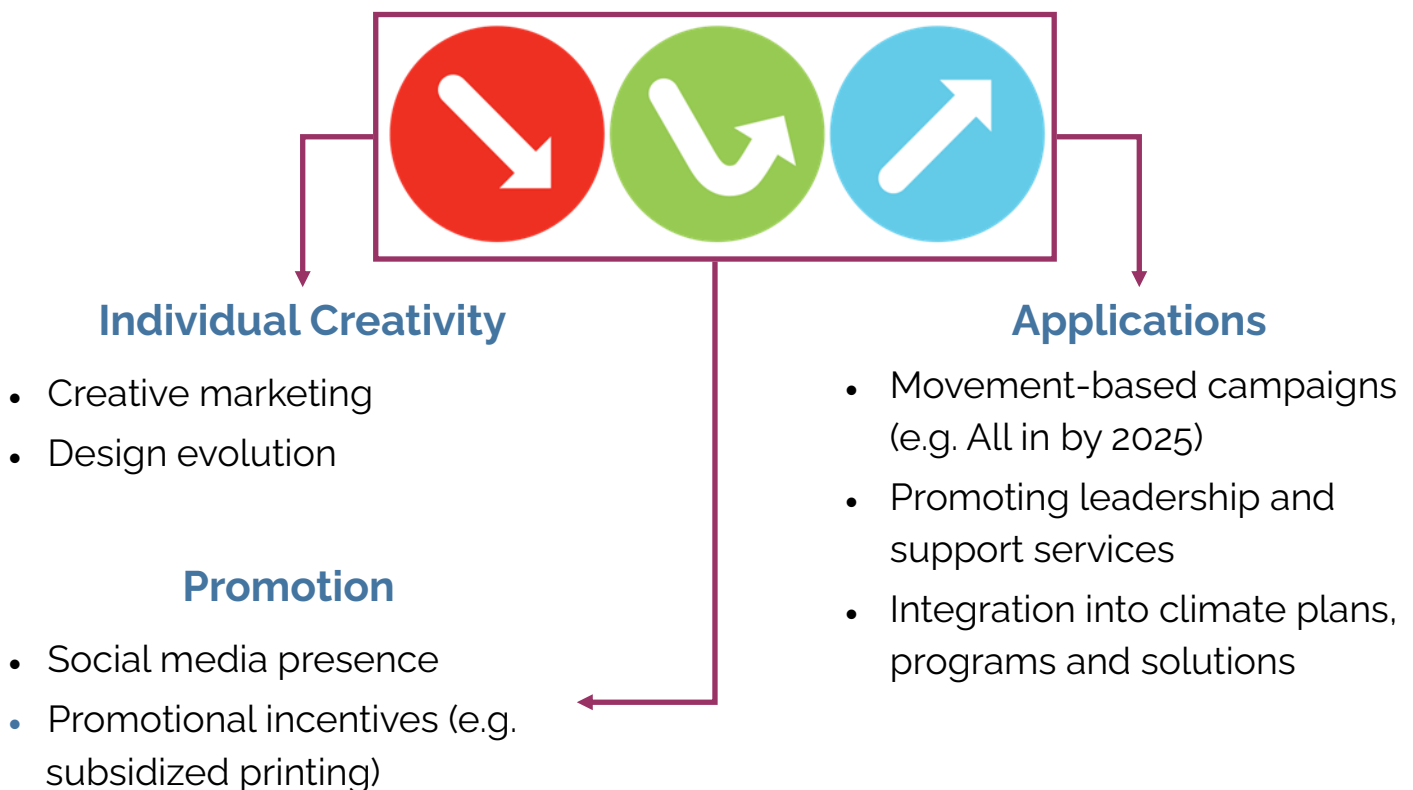 Individual Creativity
• Creative marketing
• Design evolution
Promotion
• Social media presence
• Promotional incentives (e.g.
subsidized printing)
Applications
• Movement-based campaigns
(e.g. All in by 2025)
• Promoting leadership and
support services
• Integration into climate plans,
programs and solutions